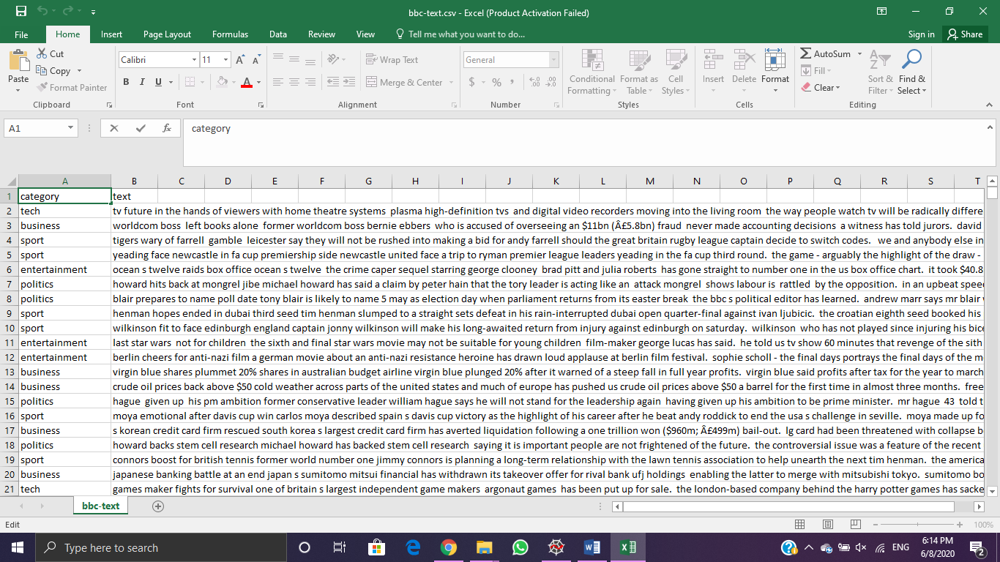 bbc-text.csv - Excel (Product Activation Failed)
File Home Insert Page Layout Formulas Data Review View Tell me what you want to do... Sign in Share
Cut
Copy
Format Painter
Paste
Calibri 11
B I U
Wrap Text
Merge & Center
General
$ % ,
Conditional Formatting
Format as Table
Cell Styles
Insert Delete Format
AutoSum
Fill
Clear
Sort & Filter
Find & Select
Clipboard Font Alignment Number Styles Cells Editing
A1 fx category
A B C D E F G H I J K L M N O P Q R S T
1 category text
2 tech tv future in the hands of viewers with home theatre systems plasma high-definition tvs and digital video recorders moving into the living room the way people watch tv will be radically differe
3 business worldcom boss left books alone former worldcom boss bernie ebbers who is accused of overseeing an $11bn (Â£5.8bn) fraud never made accounting decisions a witness has told jurors. david
4 sport tigers wary of farrell gamble leicester say they will not be rushed into making a bid for andy farrell should the great britain rugby league captain decide to switch codes. we and anybody else in
5 sport yeading face newcastle in fa cup premiership side newcastle united face a trip to ryman premier league leaders yeading in the fa cup third round. the game - arguably the highlight of the draw -
6 entertainment ocean s twelve raids box office ocean s twelve the crime caper sequel starring george clooney brad pitt and julia roberts has gone straight to number one in the us box office chart. it took $40.8
7 politics howard hits back at mongrel jibe michael howard has said a claim by peter hain that the tory leader is acting like an attack mongrel shows labour is rattled by the opposition. in an upbeat spee
8 politics blair prepares to name poll date tony blair is likely to name 5 may as election day when parliament returns from its easter break the bbc s political editor has learned. andrew marr says mr blair
9 sport henman hopes ended in dubai third seed tim henman slumped to a straight sets defeat in his rain-interrupted dubai open quarter-final against ivan ljubicic. the croatian eighth seed booked his
10 sport wilkinson fit to face edinburgh england captain jonny wilkinson will make his long-awaited return from injury against edinburgh on saturday. wilkinson who has not played since injuring his bice
11 entertainment last star wars not for children the sixth and final star wars movie may not be suitable for young children film-maker george lucas has said. he told us tv show 60 minutes that revenge of the sith
12 entertainment berlin cheers for anti-nazi film a german movie about an anti-nazi resistance heroine has drawn loud applause at berlin film festival. sophie scholl - the final days portrays the final days of the m
13 business virgin blue shares plummet 20% shares in australian budget airline virgin blue plunged 20% after it warned of a steep fall in full year profits. virgin blue said profits after tax for the year to march
14 business crude oil prices back above $50 cold weather across parts of the united states and much of europe has pushed us crude oil prices above $50 a barrel for the first time in almost three months. free
15 politics hague given up his pm ambition former conservative leader william hague says he will not stand for the leadership again having given up his ambition to be prime minister. mr hague 43 told t
16 sport moya emotional after davis cup win carlos moya described spain s davis cup victory as the highlight of his career after he beat andy roddick to end the usa s challenge in seville. moya made up fo
17 business s korean credit card firm rescued south korea s largest credit card firm has averted liquidation following a one trillion won ($960m; Â£499m) bail-out. lg card had been threatened with collapse b
18 politics howard backs stem cell research michael howard has backed stem cell research saying it is important people are not frightened of the future. the controversial issue was a feature of the recent
19 sport connors boost for british tennis former world number one jimmy connors is planning a long-term relationship with the lawn tennis association to help unearth the next tim henman. the america
20 business japanese banking battle at an end japan s sumitomo mitsui financial has withdrawn its takeover offer for rival bank ufj holdings enabling the latter to merge with mitsubishi tokyo. sumitomo bo
21 tech games maker fights for survival one of britain s largest independent game makers argonaut games has been put up for sale. the london-based company behind the harry potter games has sacke
bbc-text
Edit 100%
Type here to search
ENG
6:14 PM
6/8/2020
2